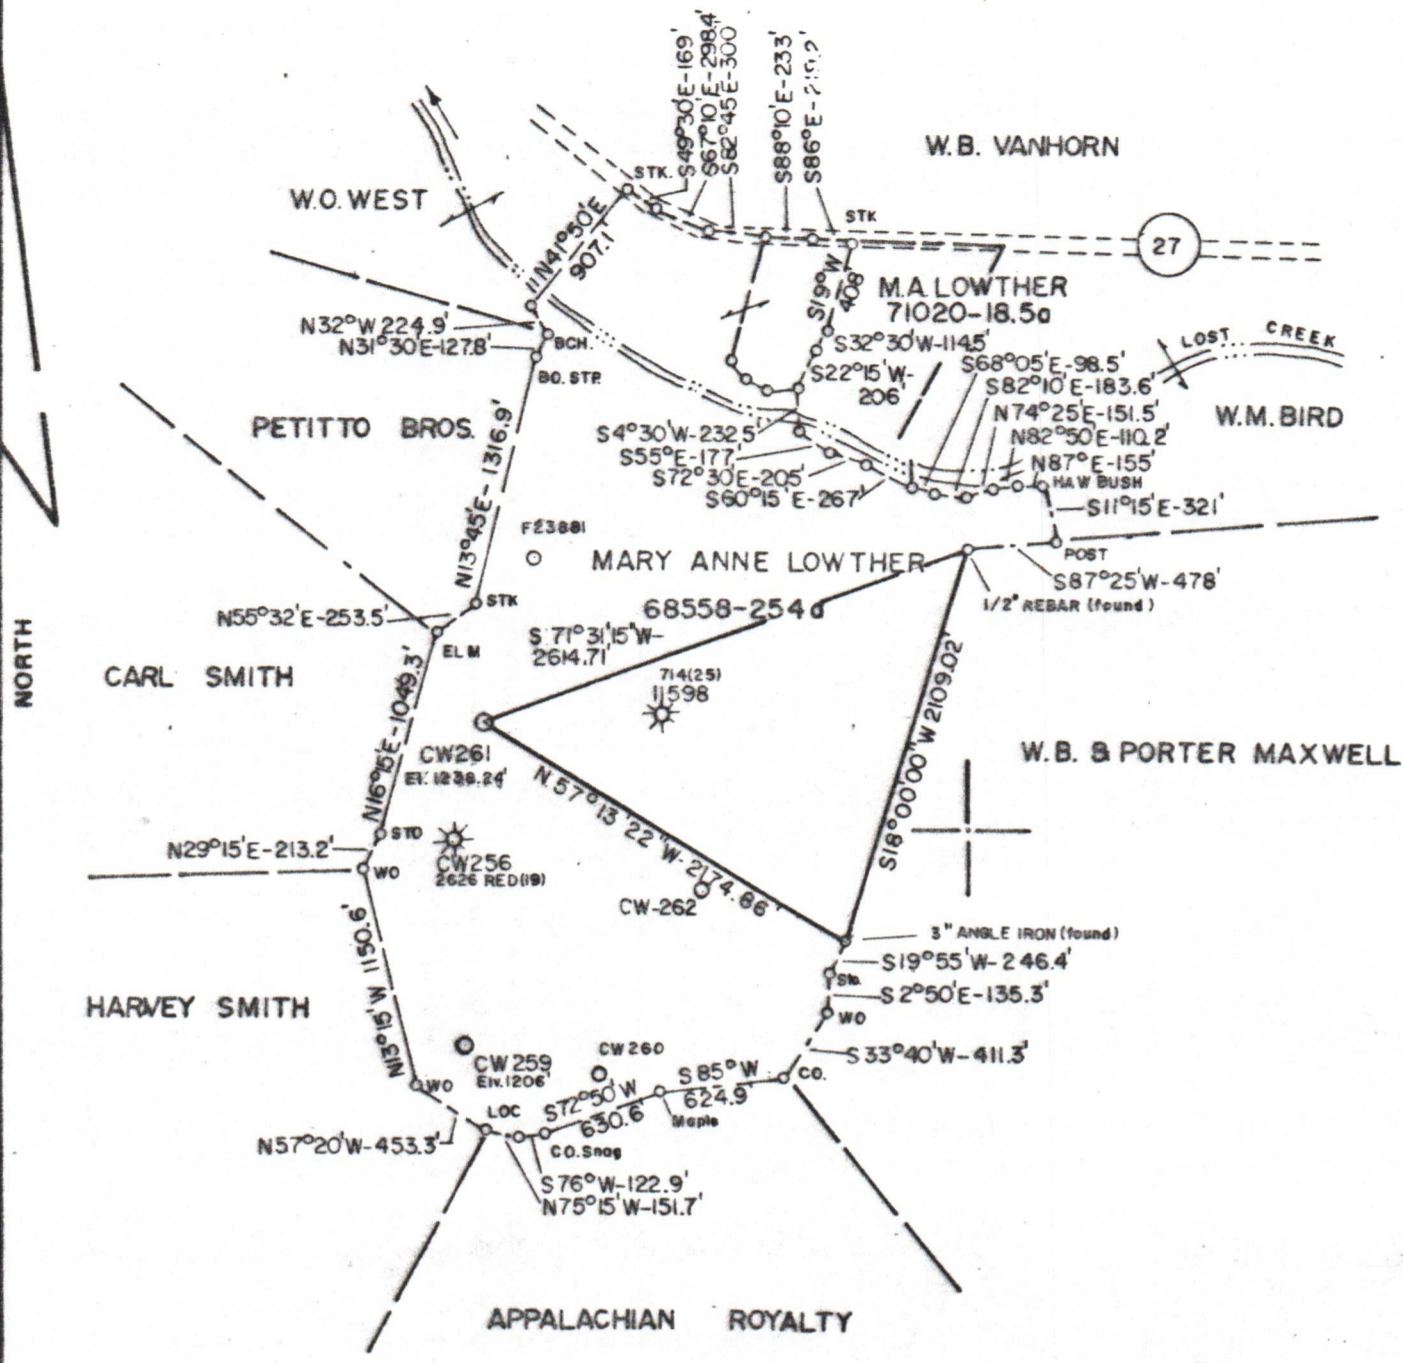 S49°30'E-169'
S67°10'E-298.4'
S82°45E-300'
S88°10'E-233'
S86°E-
W.B. VANHORN
W.O. WEST
STK.
STK
27
N41°50'E
907.1'
S19°W
408'
M.A. LOWTHER
71020-18.5a
LOST CREEK
N32°W 224.9'
N31°30'E-127.8'
BCH.
BO. STP.
S32°30'W-114.5'
S22°15'W-
206'
S68°05'E-98.5'
S82°10'E-183.6'
N74°25'E-151.5'
N82°50'E-110.2'
N87°E-155'
HAW BUSH
W.M. BIRD
PETITTO BROS.
S4°30'W-232.5'
S55°E-177'
S72°30'E-205'
S60°15'E-267'
S11°15'E-321'
N13°45'E-1316.9'
F23881
MARY ANNE LOWTHER
68558-254a
POST
S87°25'W-478'
1/2" REBAR (found)
N55°32'E-253.5'
STK
ELM
S 71°31'15"W-
2614.71'
NORTH
CARL SMITH
714(25)
11598
N16°15'E-1049.3'
CW261
El. 1238.24'
N.57°13'22"W-2174.86'
S18°00'00"W 2109.02'
W.B. & PORTER MAXWELL
N29°15'E-213.2'
STO
WO
CW256
2626 RED(19)
CW-262
3" ANGLE IRON (found)
S19°55'W-246.4'
Sto.
S2°50'E-135.3'
WO
N13°15'W 1150.6'
HARVEY SMITH
CW259
Elv. 1206'
CW260
S33°40'W-411.3'
WO
LOC
S72°50'W
630.6'
S85°W
624.9'
CO.
Maple
N57°20'W-453.3'
C.O. Snag
S76°W-122.9'
N75°15'W-151.7'
APPALACHIAN ROYALTY